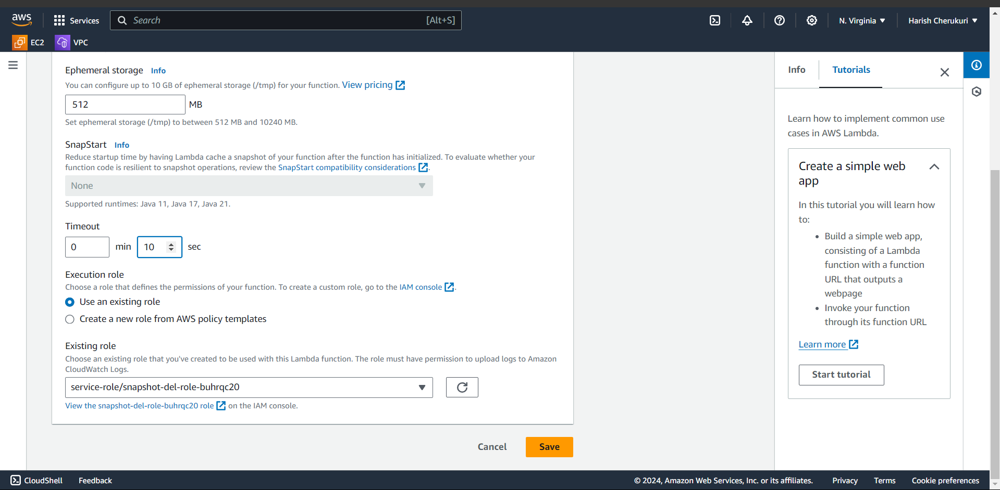 aws
Services
Search
[Alt+S]
N. Virginia
Harish Cherukuri
EC2
VPC
Ephemeral storage Info
You can configure up to 10 GB of ephemeral storage (/tmp) for your function. View pricing
512 MB
Set ephemeral storage (/tmp) to between 512 MB and 10240 MB.
SnapStart Info
Reduce startup time by having Lambda cache a snapshot of your function after the function has initialized. To evaluate whether your
function code is resilient to snapshot operations, review the SnapStart compatibility considerations.
None
Supported runtimes: Java 11, Java 17, Java 21.
Timeout
0 min 10 sec
Execution role
Choose a role that defines the permissions of your function. To create a custom role, go to the IAM console.
Use an existing role
Create a new role from AWS policy templates
Existing role
Choose an existing role that you've created to be used with this Lambda function. The role must have permission to upload logs to Amazon
CloudWatch Logs.
service-role/snapshot-del-role-buhrqc20
View the snapshot-del-role-buhrqc20 role on the IAM console.
Cancel
Save
Info
Tutorials
Learn how to implement common use
cases in AWS Lambda.
Create a simple web
app
In this tutorial you will learn how
to:
• Build a simple web app,
consisting of a Lambda
function with a function
URL that outputs a
webpage
• Invoke your function
through its function URL
Learn more
Start tutorial
CloudShell
Feedback
© 2024, Amazon Web Services, Inc. or its affiliates.
Privacy
Terms
Cookie preferences